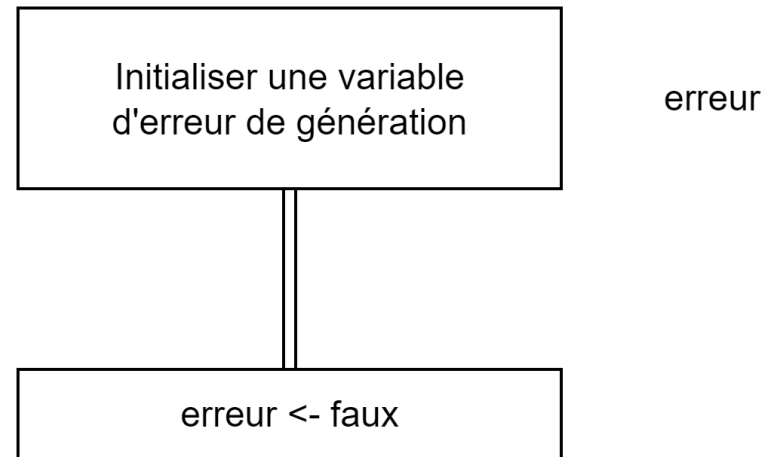 Initialiser une variable
d'erreur de génération
erreur
erreur <- faux